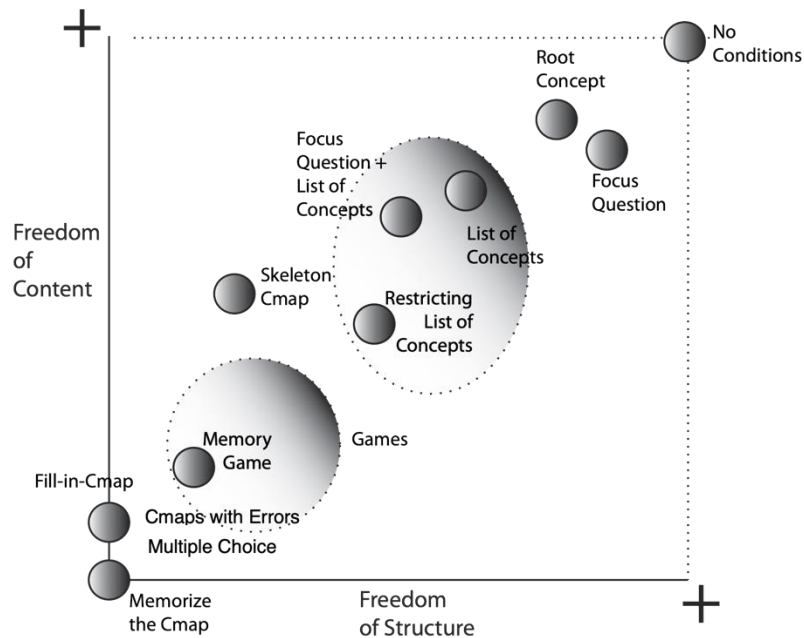 +
No
Conditions
Root
Concept
Focus
Question +
List of
Concepts
Focus
Question
List of
Concepts
Freedom
of
Content
Skeleton
Cmap
Restricting
List of
Concepts
Memory
Game
Games
Fill-in-Cmap
Cmaps with Errors
Multiple Choice
Memorize
the Cmap
Freedom
of Structure
+